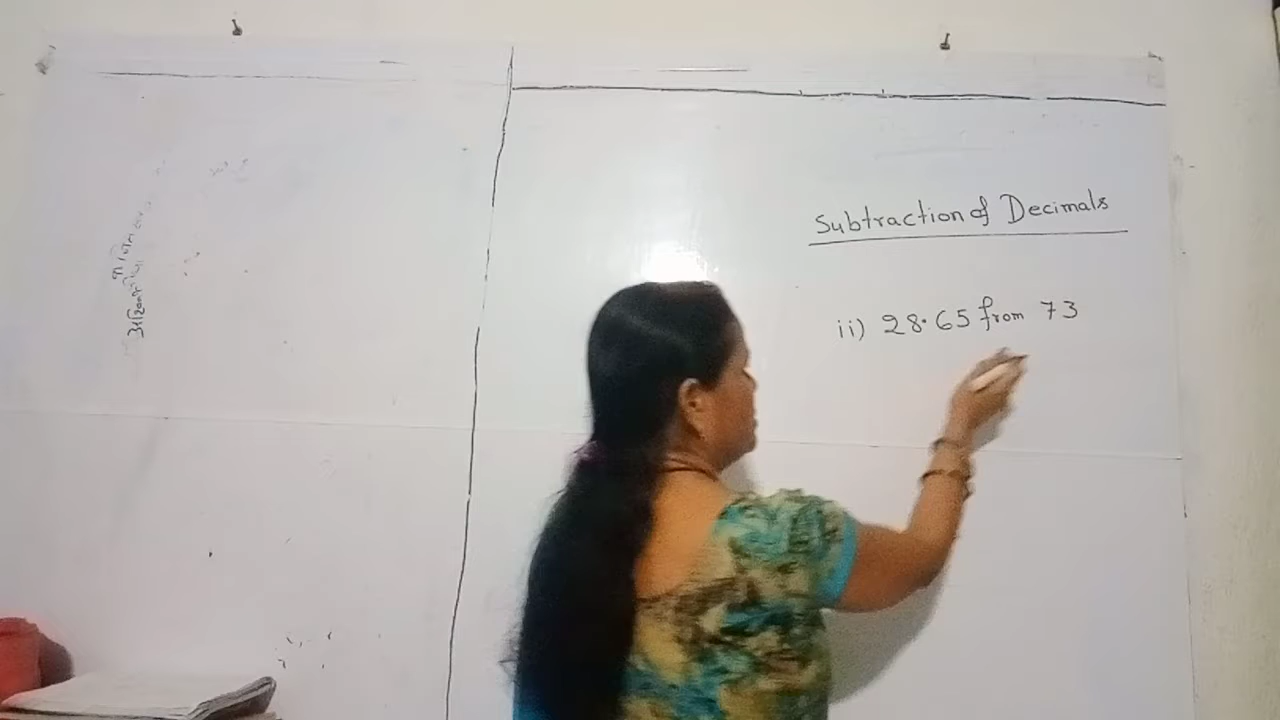 Subtraction of Decimals
ii) 28.65 from 73